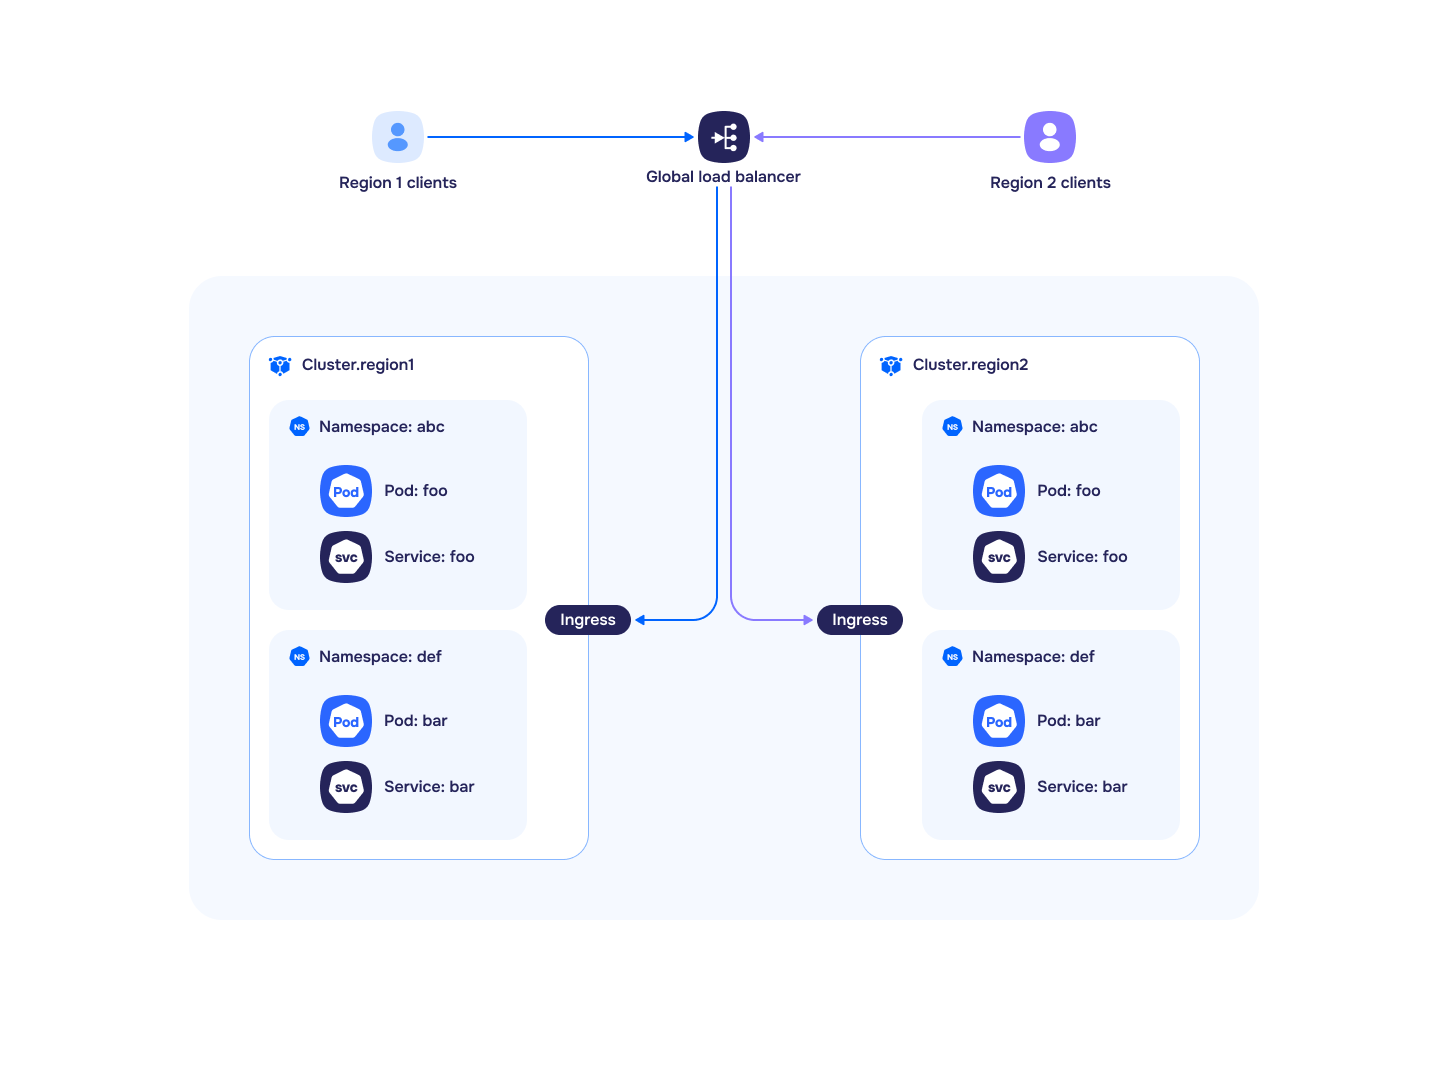 Region 1 clients
Global load balancer
Region 2 clients
Cluster.region1
NS Namespace: abc
Pod Pod: foo
svc Service: foo
Ingress
NS Namespace: def
Pod Pod: bar
svc Service: bar
Cluster.region2
NS Namespace: abc
Pod Pod: foo
svc Service: foo
Ingress
NS Namespace: def
Pod Pod: bar
svc Service: bar